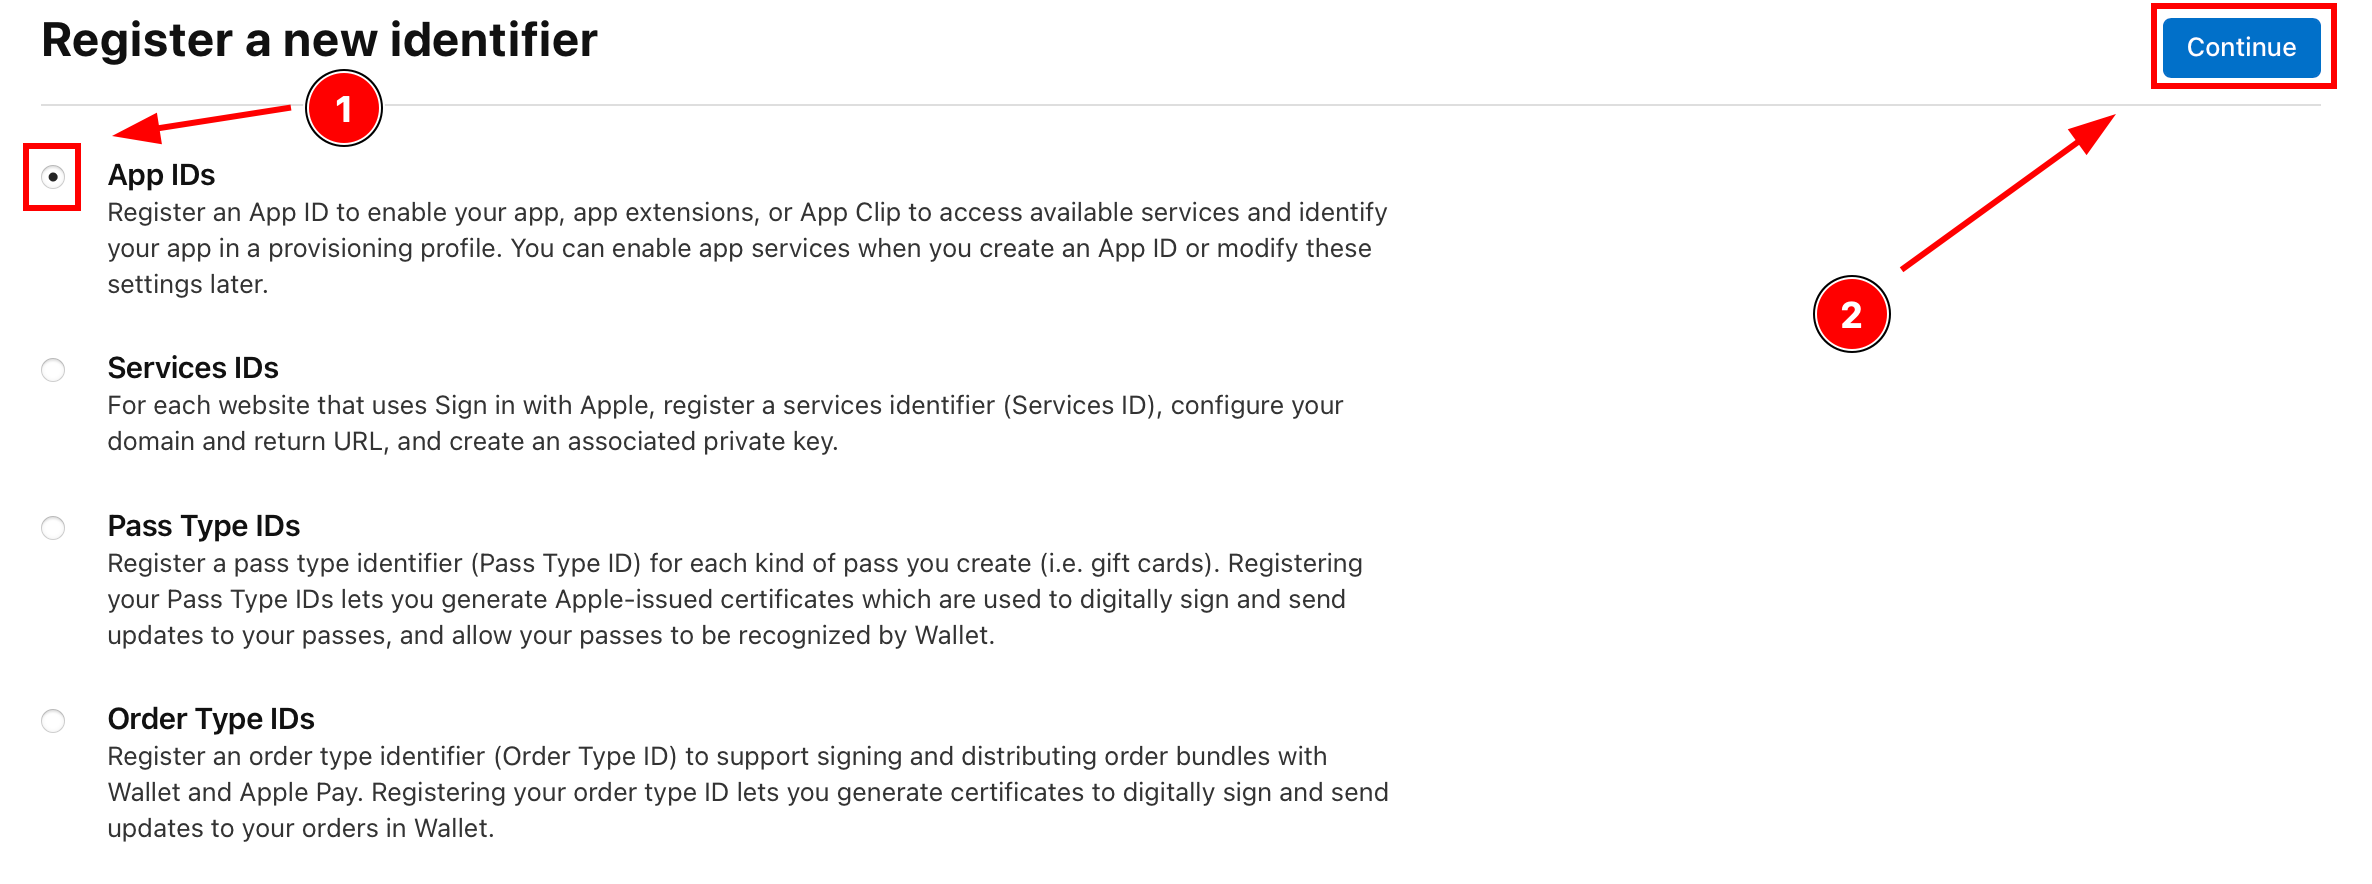 Register a new identifier
Continue
1
App IDs
Register an App ID to enable your app, app extensions, or App Clip to access available services and identify
your app in a provisioning profile. You can enable app services when you create an App ID or modify these
settings later.
2
Services IDs
For each website that uses Sign in with Apple, register a services identifier (Services ID), configure your
domain and return URL, and create an associated private key.
Pass Type IDs
Register a pass type identifier (Pass Type ID) for each kind of pass you create (i.e. gift cards). Registering
your Pass Type IDs lets you generate Apple-issued certificates which are used to digitally sign and send
updates to your passes, and allow your passes to be recognized by Wallet.
Order Type IDs
Register an order type identifier (Order Type ID) to support signing and distributing order bundles with
Wallet and Apple Pay. Registering your order type ID lets you generate certificates to digitally sign and send
updates to your orders in Wallet.